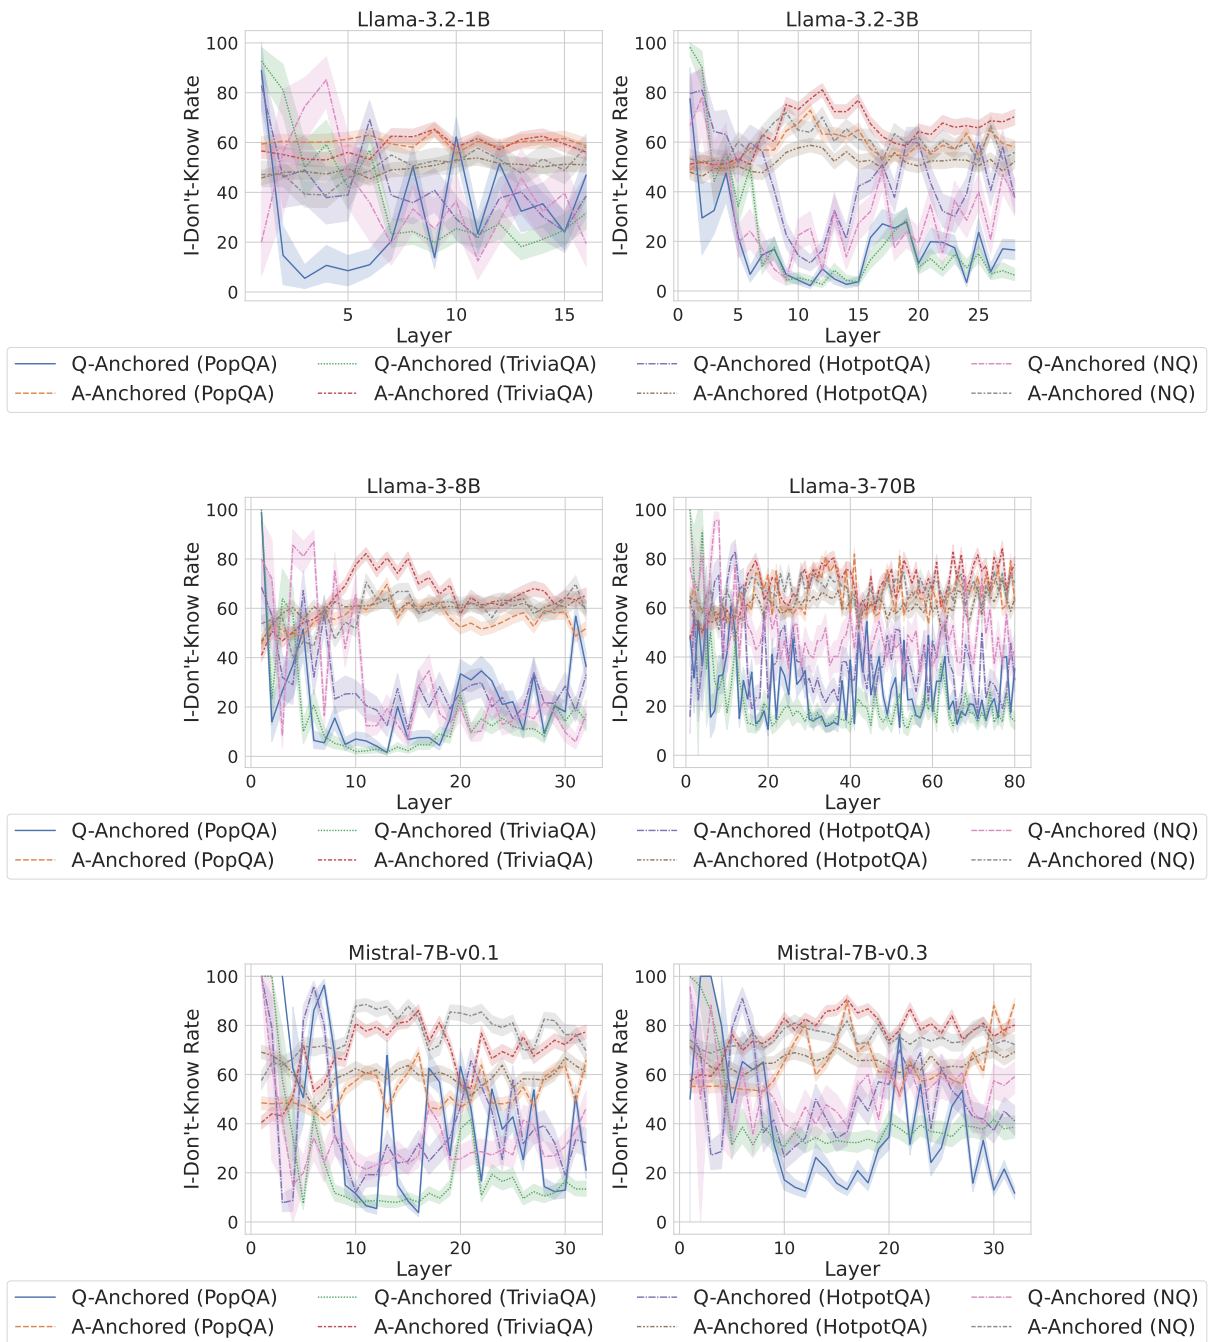 Llama-3.2-1B
Llama-3.2-3B
I-Don't-Know Rate
100
80
60
40
20
0
5
10
15
Layer
I-Don't-Know Rate
100
80
60
40
20
0
0
5
10
15
20
25
Layer
Q-Anchored (PopQA)
Q-Anchored (TriviaQA)
Q-Anchored (HotpotQA)
Q-Anchored (NQ)
A-Anchored (PopQA)
A-Anchored (TriviaQA)
A-Anchored (HotpotQA)
A-Anchored (NQ)
Llama-3-8B
Llama-3-70B
I-Don't-Know Rate
100
80
60
40
20
0
0
10
20
30
Layer
I-Don't-Know Rate
100
80
60
40
20
0
0
20
40
60
80
Layer
Q-Anchored (PopQA)
Q-Anchored (TriviaQA)
Q-Anchored (HotpotQA)
Q-Anchored (NQ)
A-Anchored (PopQA)
A-Anchored (TriviaQA)
A-Anchored (HotpotQA)
A-Anchored (NQ)
Mistral-7B-v0.1
Mistral-7B-v0.3
I-Don't-Know Rate
100
80
60
40
20
0
0
10
20
30
Layer
I-Don't-Know Rate
100
80
60
40
20
0
0
10
20
30
Layer
Q-Anchored (PopQA)
Q-Anchored (TriviaQA)
Q-Anchored (HotpotQA)
Q-Anchored (NQ)
A-Anchored (PopQA)
A-Anchored (TriviaQA)
A-Anchored (HotpotQA)
A-Anchored (NQ)